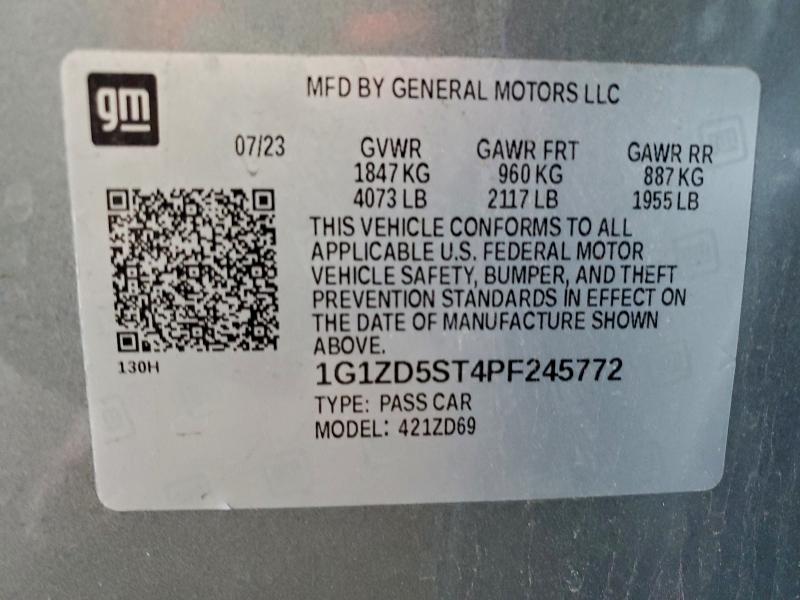 gm
MFD BY GENERAL MOTORS LLC
07/23 GVWR GAWR FRT GAWR RR
1847 KG 960 KG 887 KG
4073 LB 2117 LB 1955 LB
THIS VEHICLE CONFORMS TO ALL
APPLICABLE U.S. FEDERAL MOTOR
VEHICLE SAFETY, BUMPER, AND THEFT
PREVENTION STANDARDS IN EFFECT ON
THE DATE OF MANUFACTURE SHOWN
ABOVE.
130H
1G1ZD5ST4PF245772
TYPE: PASS CAR
MODEL: 421ZD69